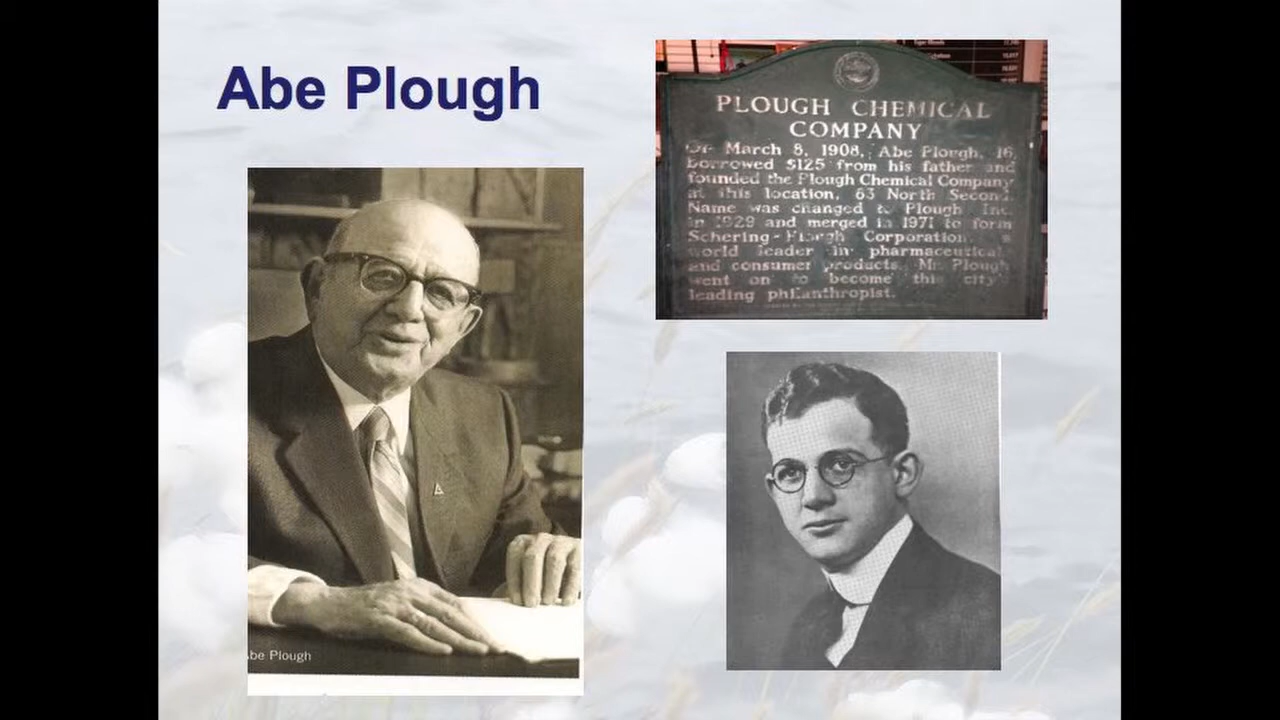 Abe Plough
PLOUGH CHEMICAL
COMPANY
On March 8, 1908, Abe Plough, 16,
borrowed $125 from his father and
founded the Plough Chemical Company
at this location, 63 North Second.
Name was changed to Plough Inc.
in 1929 and merged in 1971 to form
Schering-Plough Corporation, a
world leader in pharmaceutical
and consumer products. Mr. Plough
went on to become this city's
leading philanthropist.
be Plough